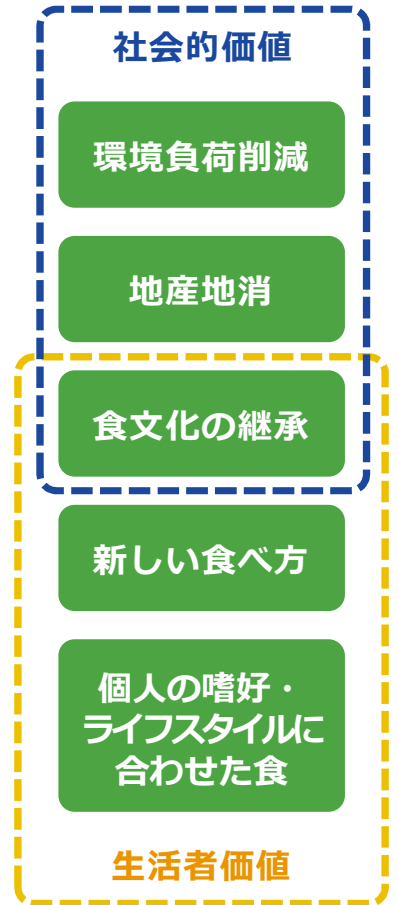 社会的価値
環境負荷削減
地産地消
食文化の継承
新しい食べ方
個人の嗜好・
ライフスタイルに
合わせた食
生活者価値